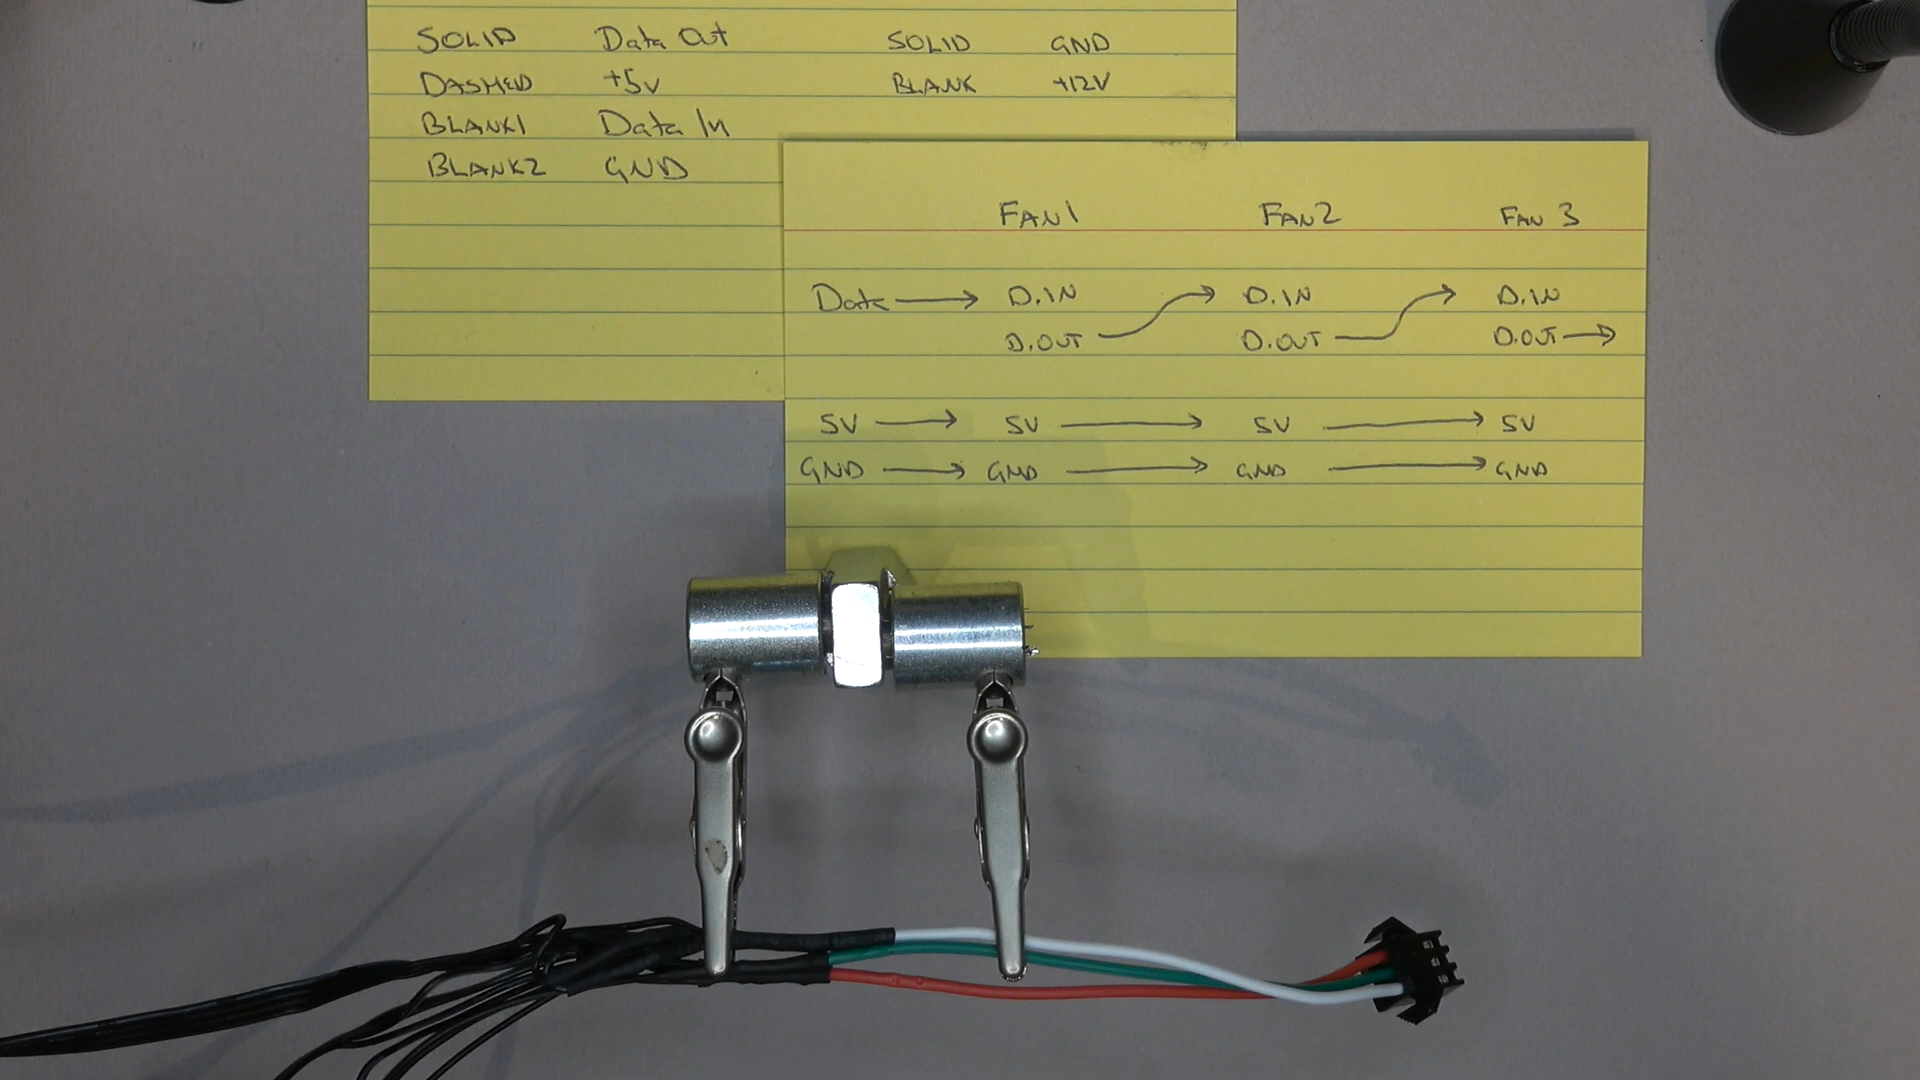 SOLID Data Out SOLID GND
DASHED +5v BLANK +12V
BLANK1 Data In
BLANK2 GND
FAN1 FAN2 FAN 3
Data → D.IN D.IN D.IN
D.OUT D.OUT D.OUT →
5V → 5V → 5V → 5V
GND → GND → GND → GND